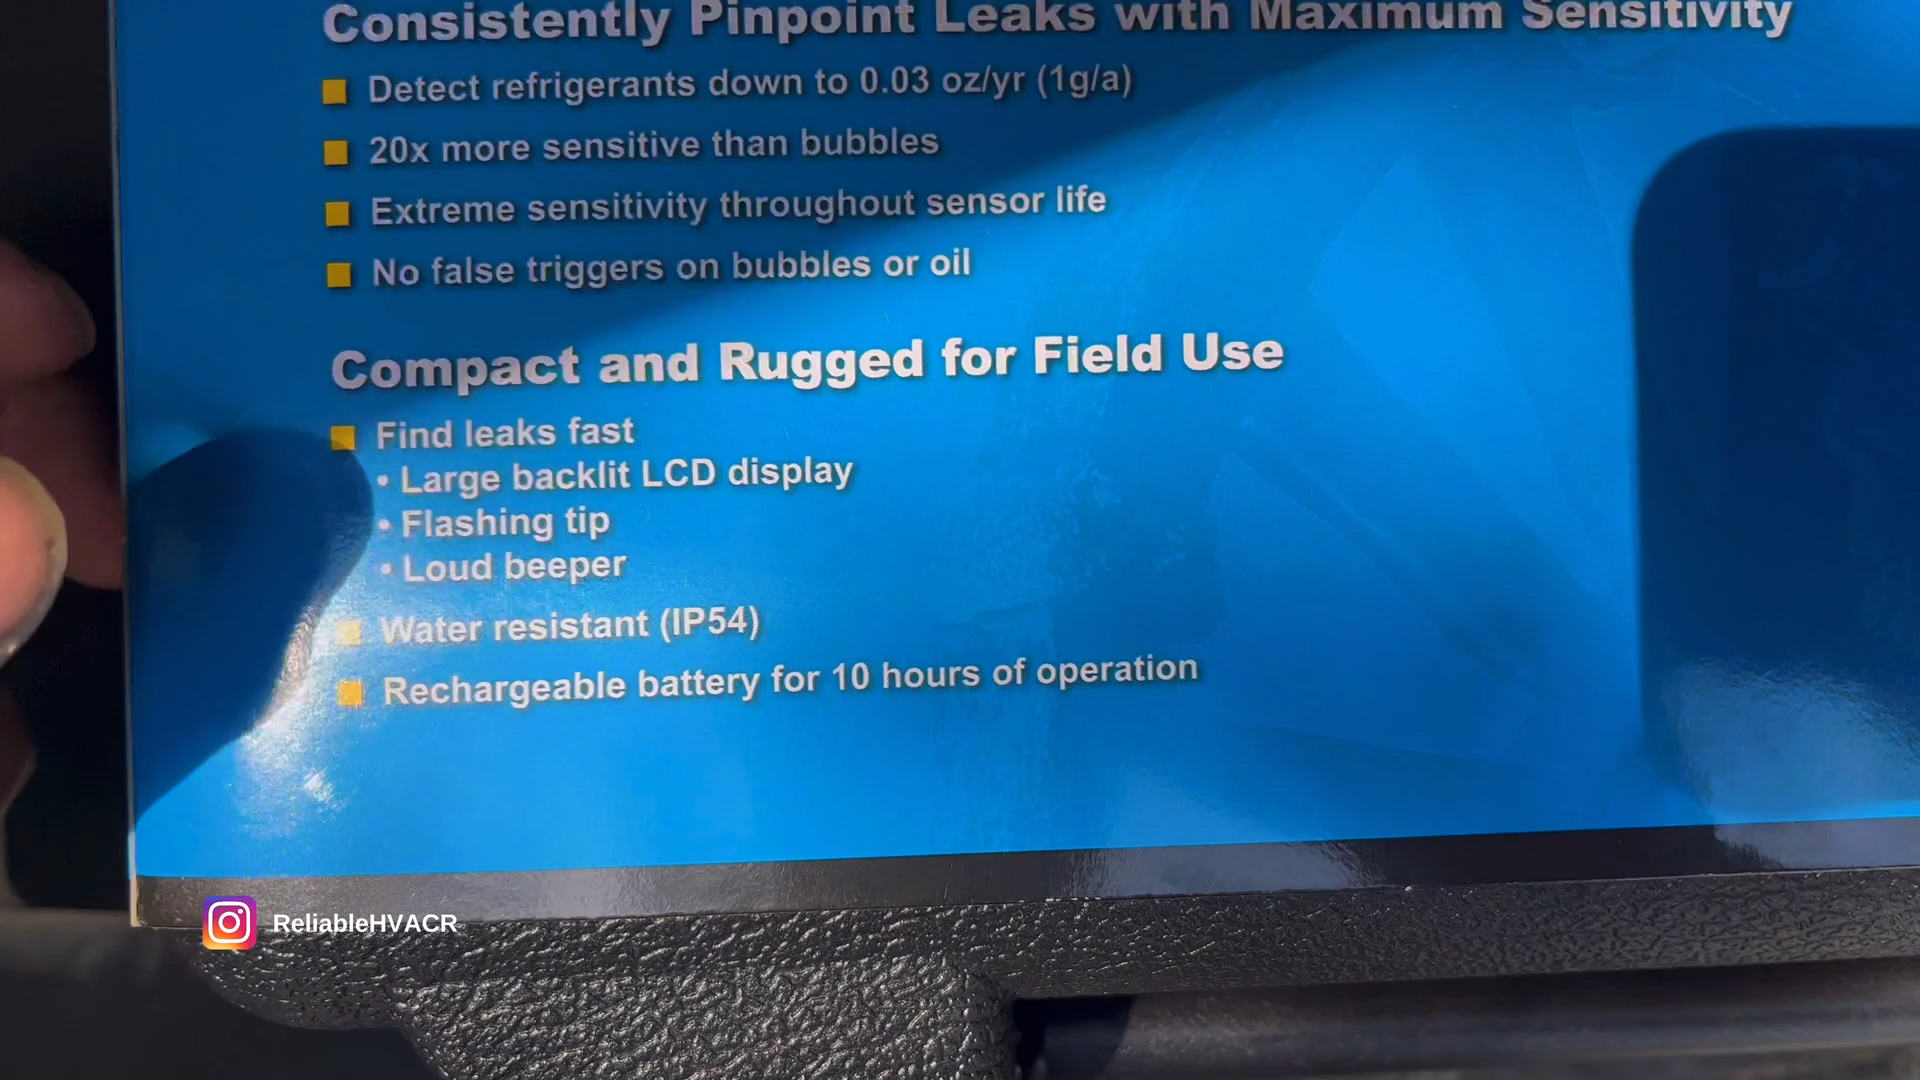 Consistently Pinpoint Leaks with Maximum Sensitivity
Detect refrigerants down to 0.03 oz/yr (1g/a)
20x more sensitive than bubbles
Extreme sensitivity throughout sensor life
No false triggers on bubbles or oil
Compact and Rugged for Field Use
Find leaks fast
• Large backlit LCD display
• Flashing tip
• Loud beeper
Water resistant (IP54)
Rechargeable battery for 10 hours of operation
ReliableHVACR